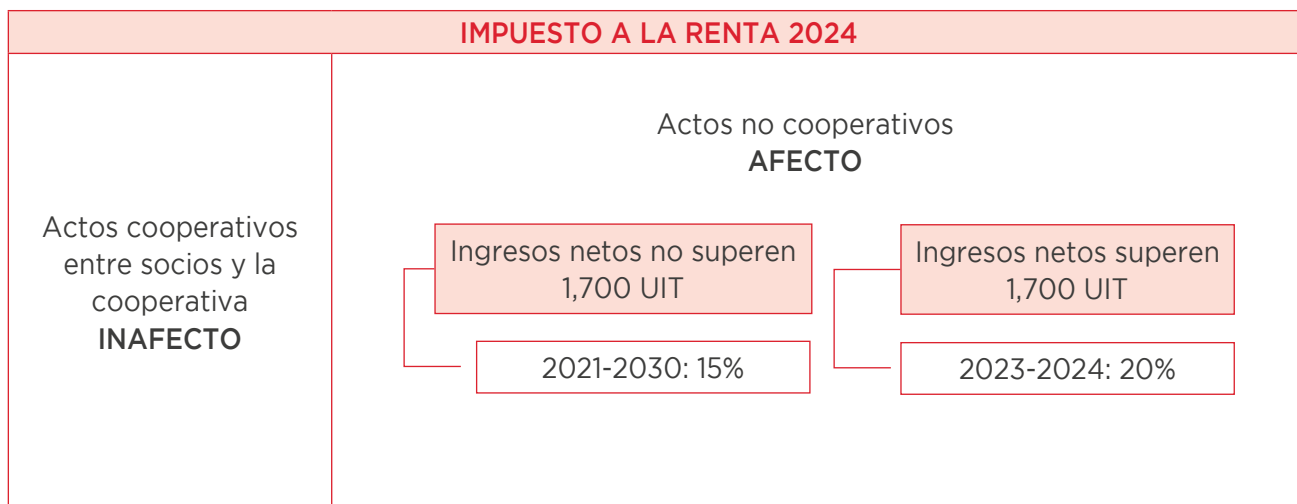 IMPUESTO A LA RENTA 2024
Actos cooperativos
entre socios y la
cooperativa
INAFECTO
Actos no cooperativos
AFECTO
Ingresos netos no superen
1,700 UIT
2021-2030: 15%
Ingresos netos superen
1,700 UIT
2023-2024: 20%